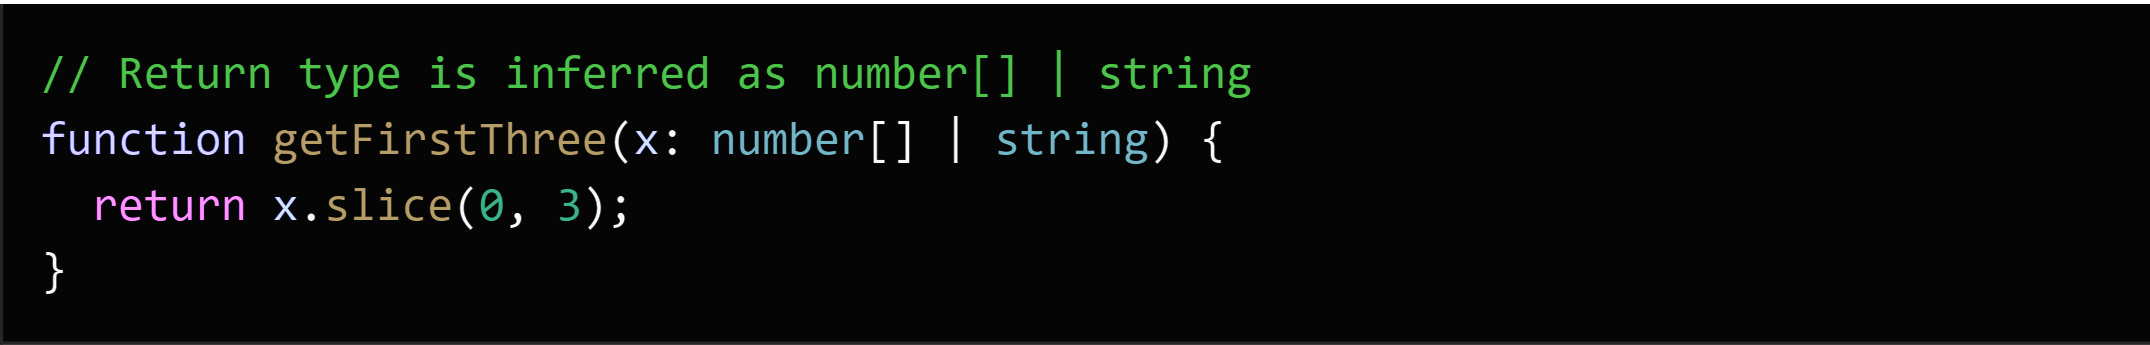 // Return type is inferred as number[] | string
function getFirstThree(x: number[] | string) {
  return x.slice(0, 3);
}